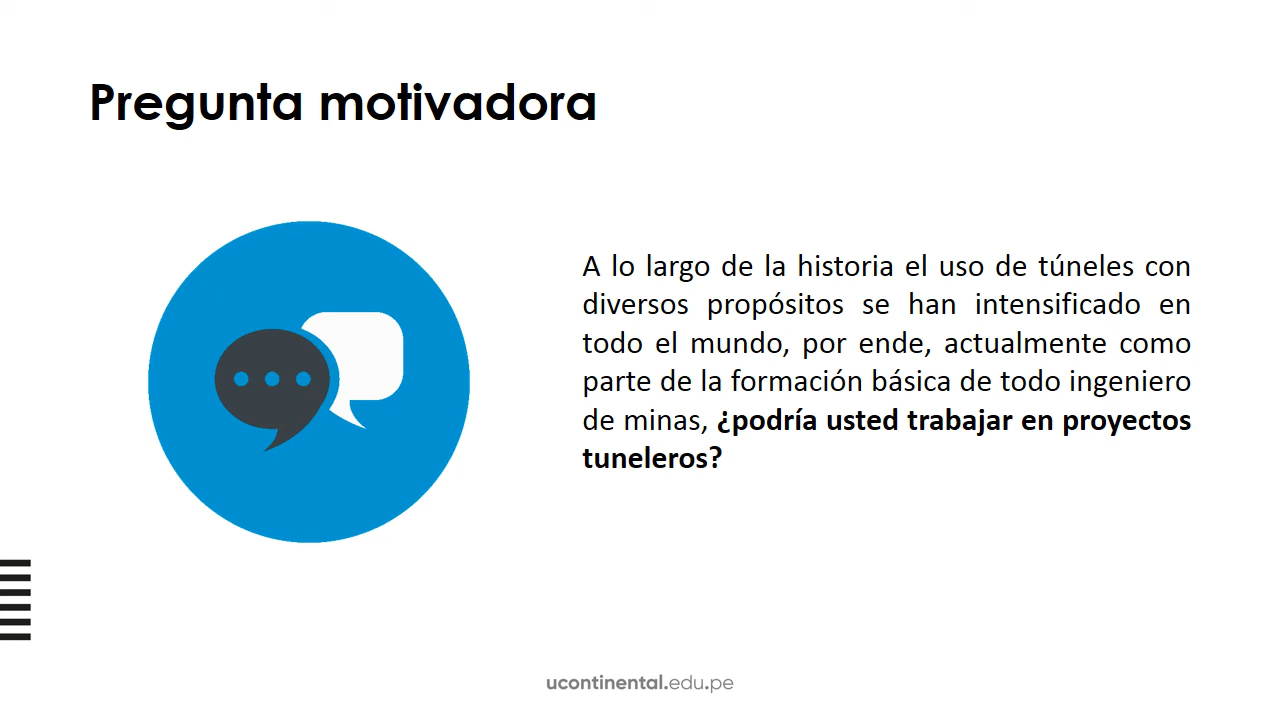 Pregunta motivadora
A lo largo de la historia el uso de túneles con
diversos propósitos se han intensificado en
todo el mundo, por ende, actualmente como
parte de la formación básica de todo ingeniero
de minas, ¿podría usted trabajar en proyectos
tuneleros?
ucontinental.edu.pe